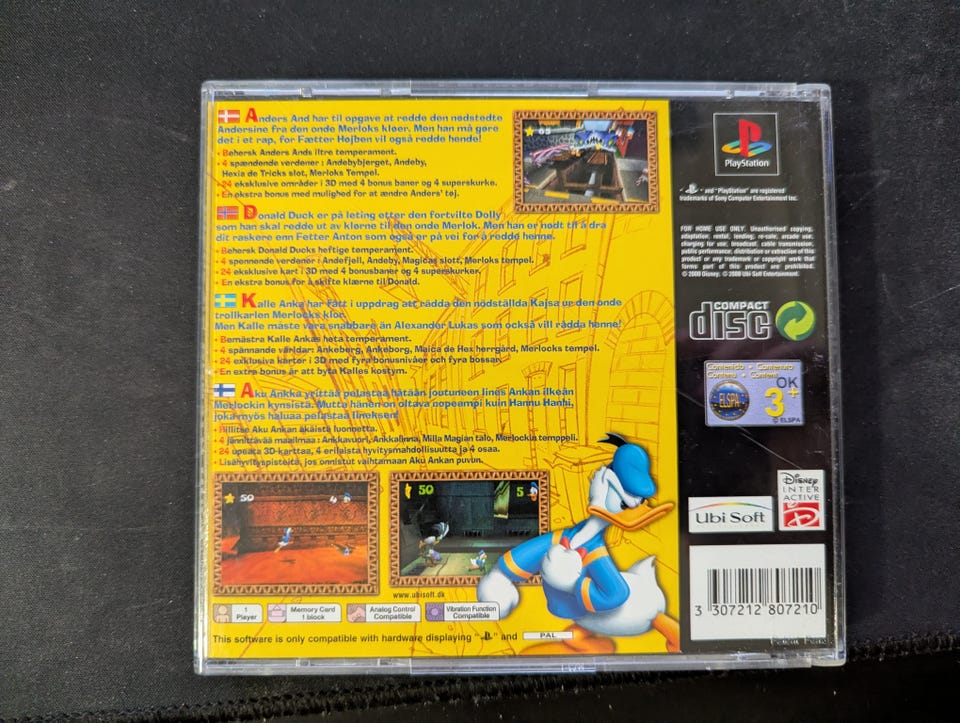 Anders And har til opgave at redde den nødstedte
Andersine fra den onde Merloks kløer. Men han må gøre
det i et rap, for Fætter Højben vil også redde hende!
• Behersk Anders Ands iltre temperament.
• 4 spændende verdener : Andebybjerget, Andeby,
Hexia de Tricks slot, Merloks Tempel.
• 24 eksklusive områder i 3D med 4 bonus baner og 4 superskurke.
• En ekstra bonus med mulighed for at ændre Anders' tøj.
Donald Duck er på leting etter den fortvilte Dolly
som han skal redde ut av klørne til den onde Merlok. Men han er nødt til å dra
dit raskere enn Fetter Anton som også er på vei for å redde henne.
• Behersk Donald Ducks heftige temperament.
• 4 spennende verdener : Andefjell, Andeby, Magicas slott, Merloks tempel.
• 24 eksklusive kart i 3D med 4 bonusbaner og 4 superskurker.
• En ekstra bonus for å skifte klærne til Donald.
Kalle Anka har fått i uppdrag att rädda den nödställda Kajsa ur den onde
trollkarlen Merlocks klor.
Men Kalle måste vara snabbare än Alexander Lukas som också vill rädda henne!
• Bemästra Kalle Ankas heta temperament.
• 4 spännande världar: Ankeberg, Ankeborg, Maica de Hex herrgård, Merlocks tempel.
• 24 exklusiva kartor i 3D med fyra bonusnivåer och fyra bossar.
• En extra bonus är att byta Kalles kostym.
Aku Ankka yrittää pelastaa hätään joutuneen Iines Ankan ilkeän
Merlockin kynsistä. Mutta hänen on oltava nopeampi kuin Hannu Hanhi,
joka myös haluaa pelastaa Iineksen!
• Hillitse Aku Ankan äkäistä luonnetta.
• 4 jännittävää maailmaa : Ankkavuori, Ankkalinna, Milla Magian talo, Merlockin temppeli.
• 24 upeata 3D-karttaa, 4 erilaista hyvitysmahdollisuutta ja 4 osaa.
• Lisähyvityspisteitä, jos onnistut vaihtamaan Aku Ankan puvun.
65
50 4
50 5
www.ubisoft.dk
1
Player
Memory Card
1 block
Analog Control
Compatible
Vibration Function
Compatible
This software is only compatible with hardware displaying " " and PAL
PlayStation
" " and "PlayStation" are registered
trademarks of Sony Computer Entertainment Inc.
FOR HOME USE ONLY. Unauthorised copying,
adaptation, rental, lending, re-sale, arcade use,
charging for use, broadcast, cable transmission,
public performance, distribution or extraction of this
product or any trademark or copyright work that
forms part of this product are prohibited.
© 2000 Disney. © 2000 Ubi Soft Entertainment.
COMPACT
disc
Contenido • Contenuto
Contenu • Content
ELSPA
OK
3+
© ELSPA
Ubi Soft
Disney
INTER
ACTIVE
D
3 307212 807210